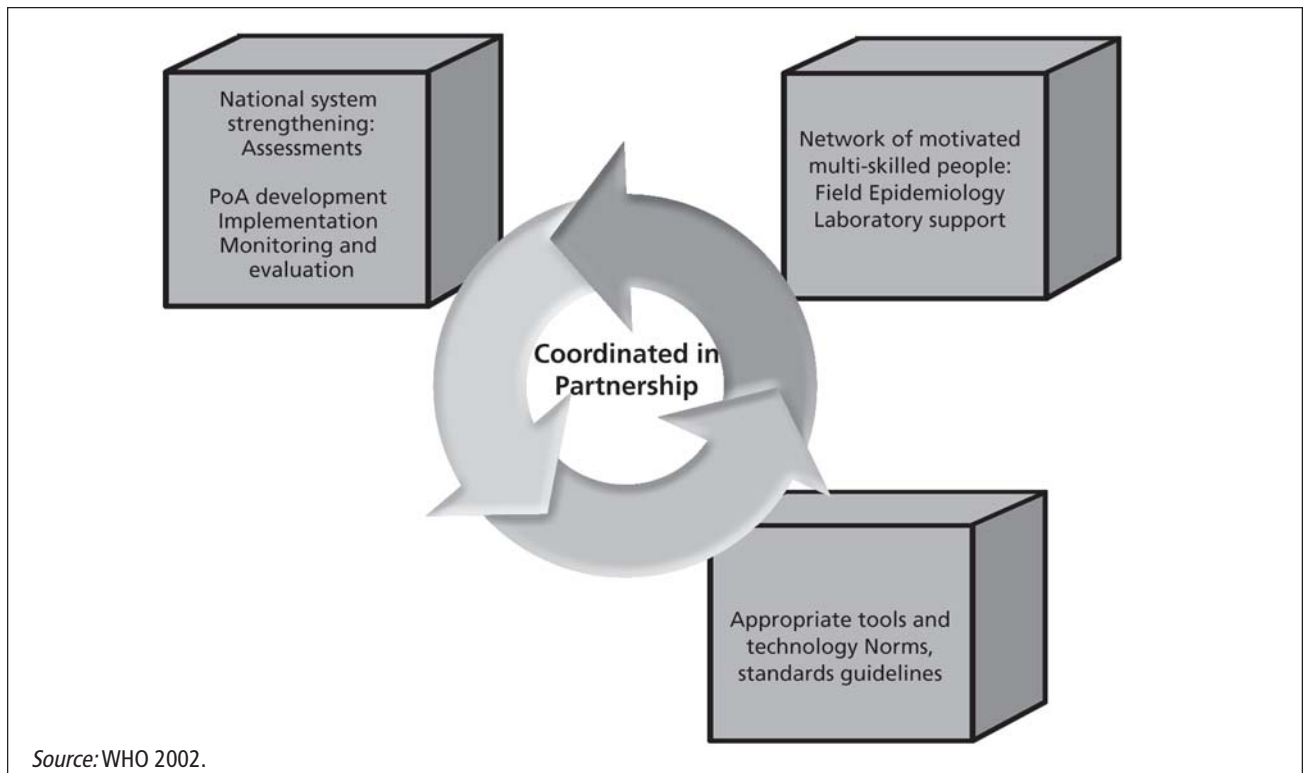 National system
strengthening:
Assessments
PoA development
Implementation
Monitoring and
evaluation
Network of motivated
multi-skilled people:
Field Epidemiology
Laboratory support
Coordinated in
Partnership
Appropriate tools and
technology Norms,
standards guidelines
Source: WHO 2002.